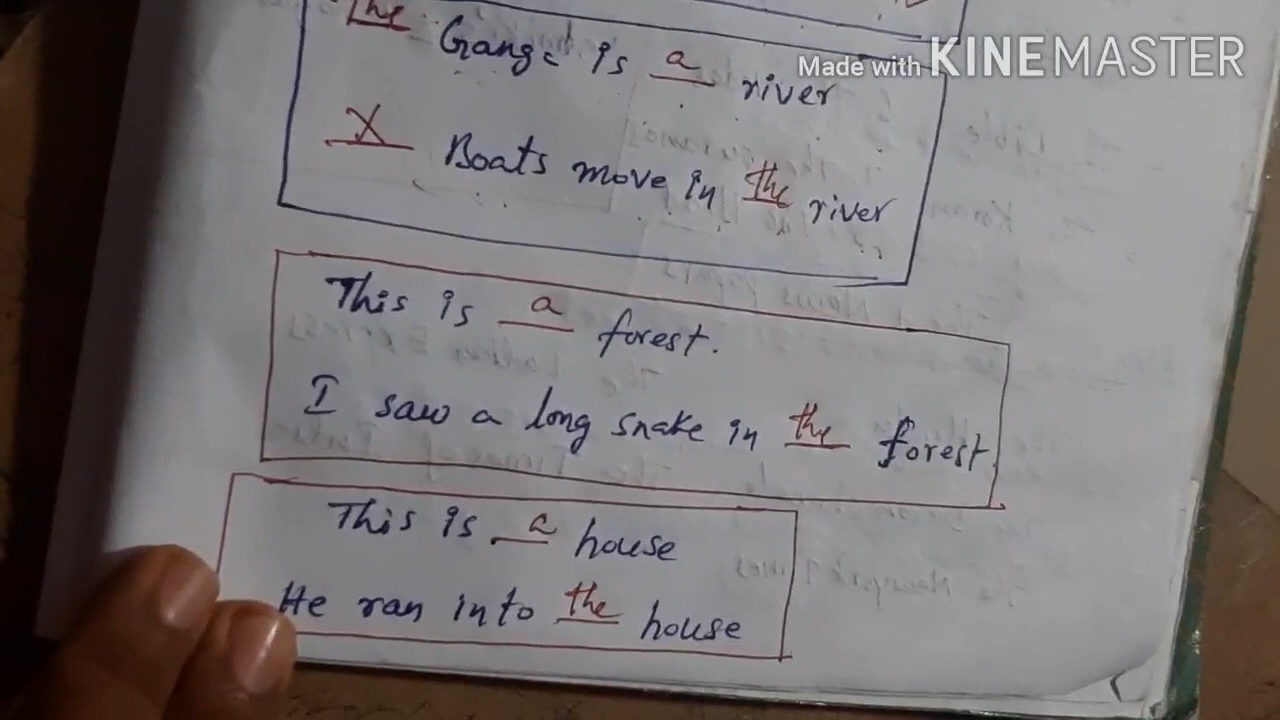 Made with KINEMASTER
The Gange is a river
X Boats move in the river
This is a forest.
I saw a long snake in the forest.
This is a house
He ran into the house